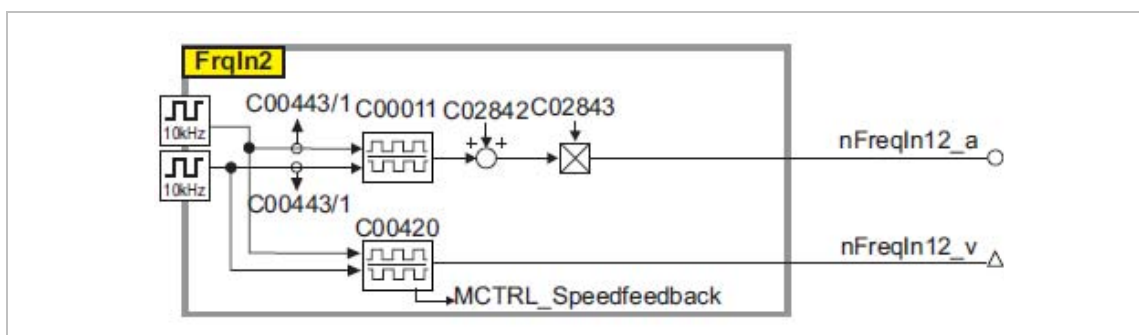 FrqIn2
C00443/1
C00011
C02842
C02843
10kHz
+ +
nFreqIn12_a
10kHz
C00443/1
C00420
nFreqIn12_v
MCTRL_Speedfeedback